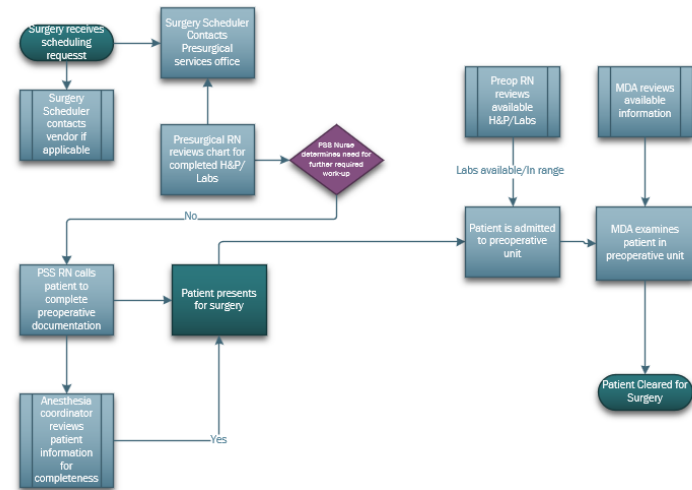 Surgery receives
scheduling
requesst
Surgery Scheduler
Contacts
Presurgical
services office
Surgery
Scheduler
contacts
vendor if
applicable
Presurgical RN
reviews chart for
completed H&P/
Labs
PSS Nurse
determines need for
further required
work-up
Preop RN
reviews
available
H&P/Labs
MDA reviews
available
information
Labs available/In range
No
Patient is admitted
to preoperative
unit
MDA examines
patient in
preoperative unit
PSS RN calls
patient to
complete
preoperative
documentation
Patient presents
for surgery
Anesthesia
coordinator
reviews
patient
information
for
completeness
Yes
Patient Cleared for
Surgery